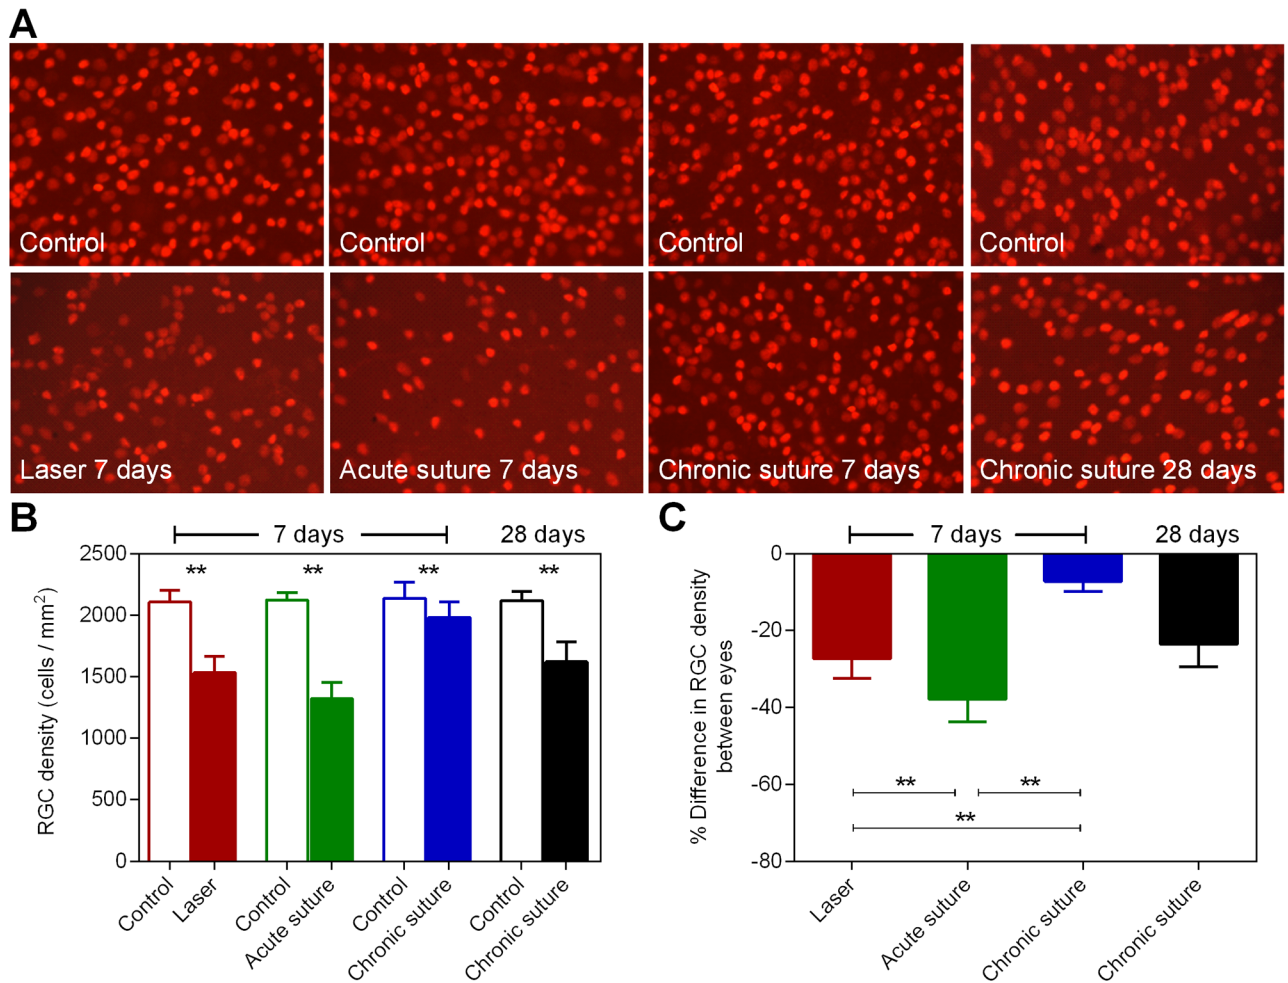 A
Control
Control
Control
Control
Laser 7 days
Acute suture 7 days
Chronic suture 7 days
Chronic suture 28 days
B
7 days
28 days
RGC density (cells / mm²)
2500
2000
1500
1000
500
0
**
**
**
**
Control
Laser
Control
Acute suture
Control
Chronic suture
Control
Chronic suture
C
7 days
28 days
% Difference in RGC density
between eyes
0
-20
-40
-60
-80
**
**
**
Laser
Acute suture
Chronic suture
Chronic suture